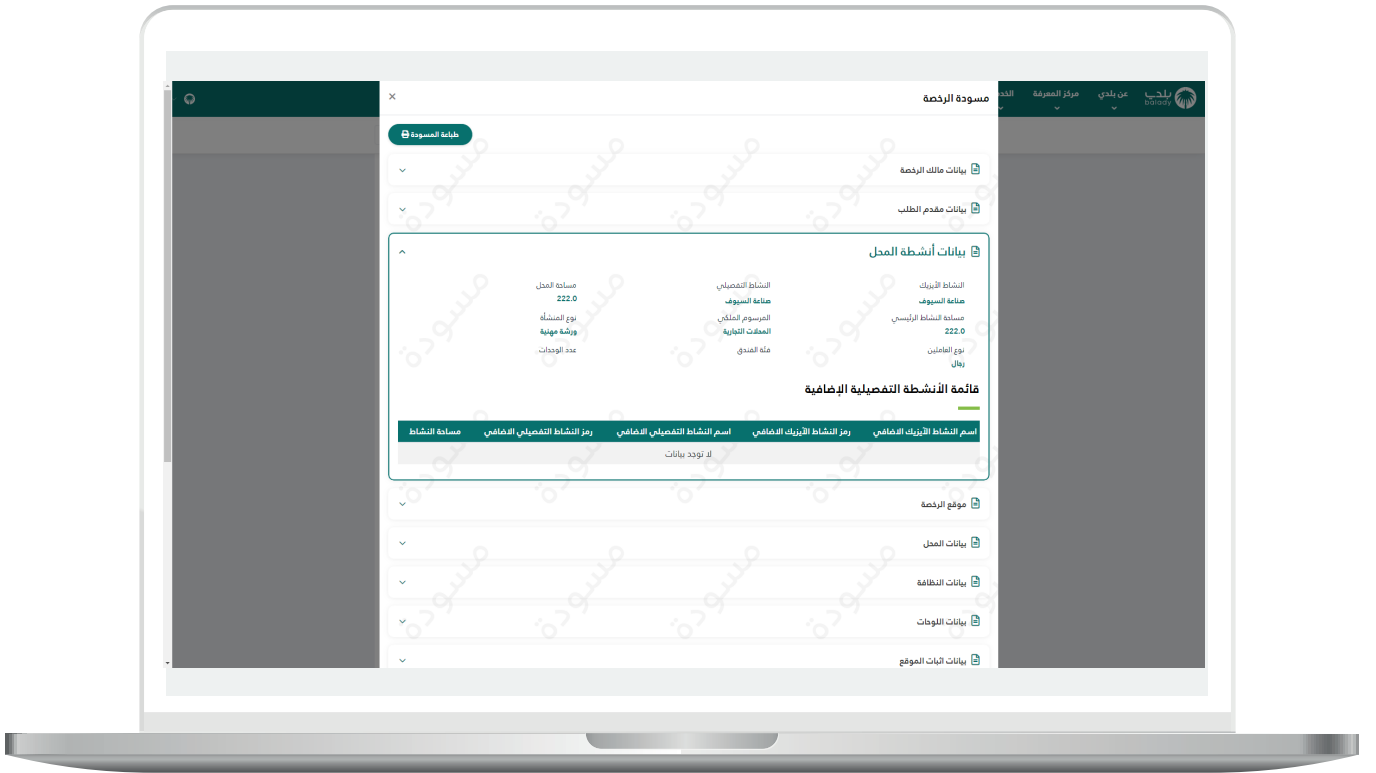 بلدي
balady
عن بلدي
مركز المعرفة
مسودة الرخصة
×
طباعة المسودة
بيانات مالك الرخصة
بيانات مقدم الطلب
بيانات أنشطة المحل
النشاط الأيزيك النشاط التفصيلي مساحة المحل
صناعة السيوف صناعة السيوف 222.0
مساحة النشاط الرئيسي المرسوم الملكي نوع المنشأة
222.0 المحلات التجارية ورشة مهنية
نوع العاملين فئة الفندق عدد الوحدات
رجال
قائمة الأنشطة التفصيلية الإضافية
اسم النشاط الآيزيك الاضافي رمز النشاط الآيزيك الاضافي اسم النشاط التفصيلي الاضافي رمز النشاط التفصيلي الاضافي مساحة النشاط
لا توجد بيانات
موقع الرخصة
بيانات المحل
بيانات النظافة
بيانات اللوحات
بيانات اثبات الموقع
مسودة